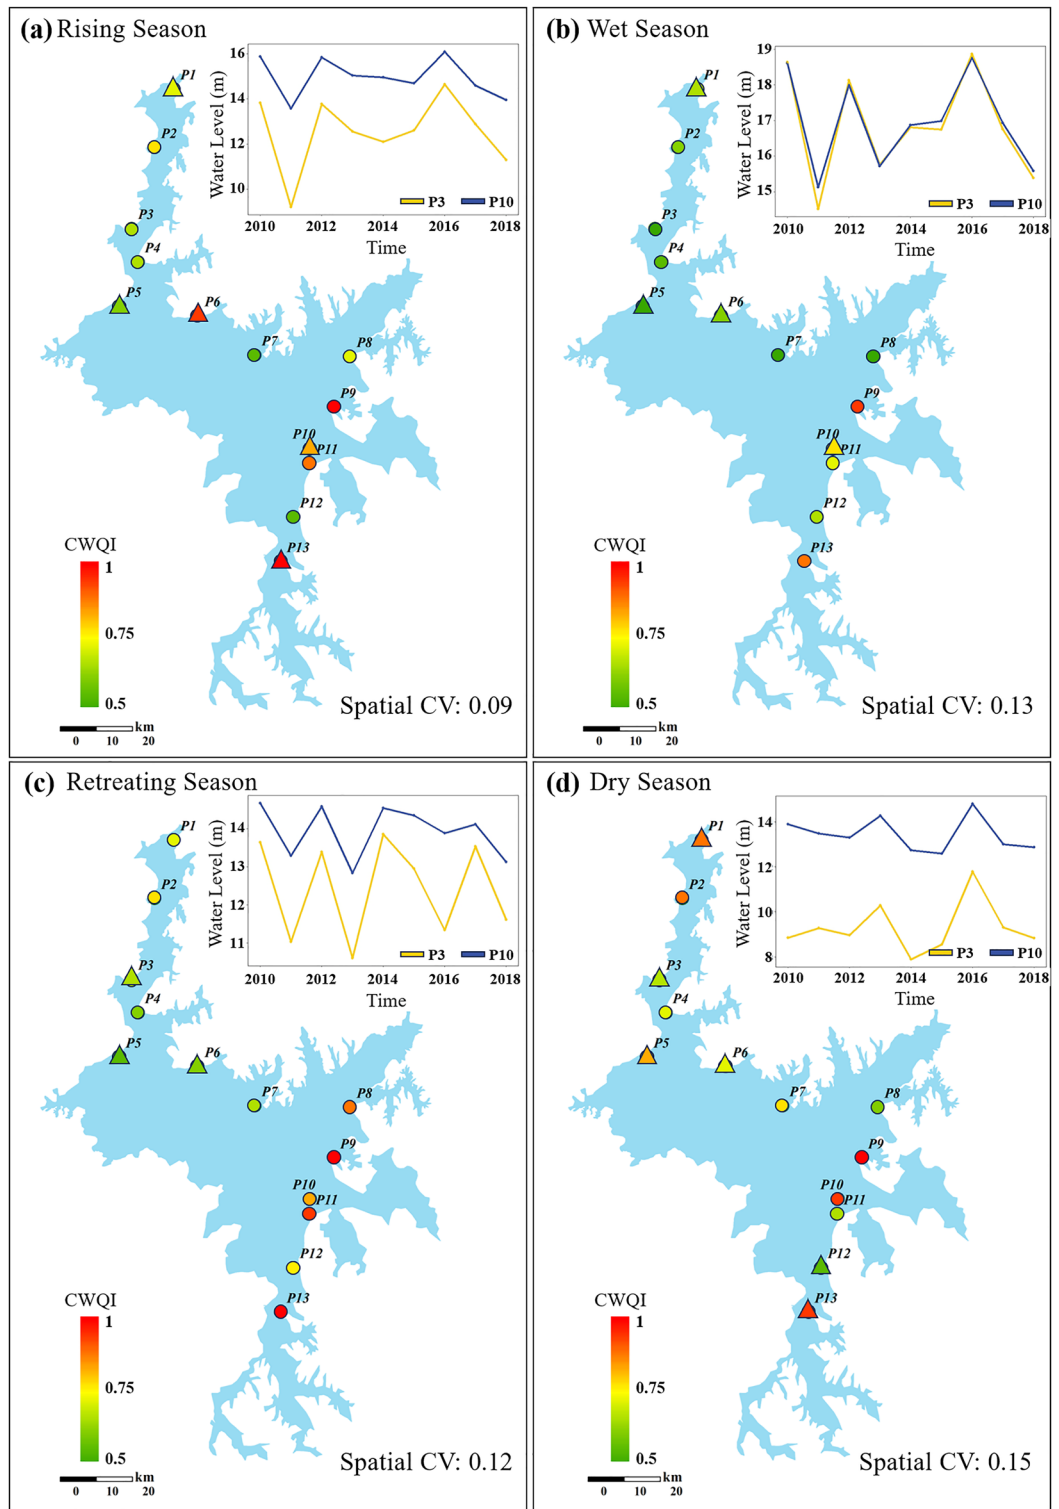 (a) Rising Season
16
14
12
10
Water Level (m)
P3 P10
2010 2012 2014 2016 2018
Time
P1
P2
P3
P4
P5
P6
P7
P8
P9
P10
P11
P12
P13
CWQI
1
0.75
0.5
km
0 10 20
Spatial CV: 0.09
(b) Wet Season
19
18
17
16
15
Water Level (m)
P3 P10
2010 2012 2014 2016 2018
Time
P1
P2
P3
P4
P5
P6
P7
P8
P9
P10
P11
P12
P13
CWQI
1
0.75
0.5
km
0 10 20
Spatial CV: 0.13
(c) Retreating Season
14
13
12
11
Water Level (m)
P3 P10
2010 2012 2014 2016 2018
Time
P1
P2
P3
P4
P5
P6
P7
P8
P9
P10
P11
P12
P13
CWQI
1
0.75
0.5
km
0 10 20
Spatial CV: 0.12
(d) Dry Season
14
12
10
8
Water Level (m)
P3 P10
2010 2012 2014 2016 2018
Time
P1
P2
P3
P4
P5
P6
P7
P8
P9
P10
P11
P12
P13
CWQI
1
0.75
0.5
km
0 10 20
Spatial CV: 0.15